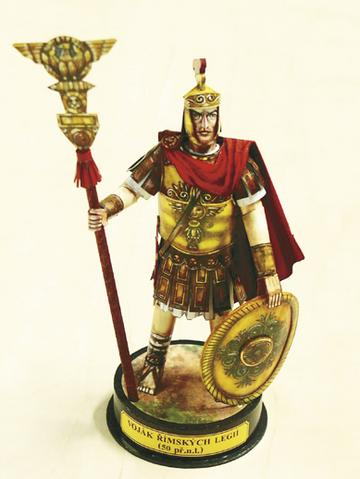 VOJÁK ŘÍMSKÝCH LEGIÍ
(50 př.n.l.)